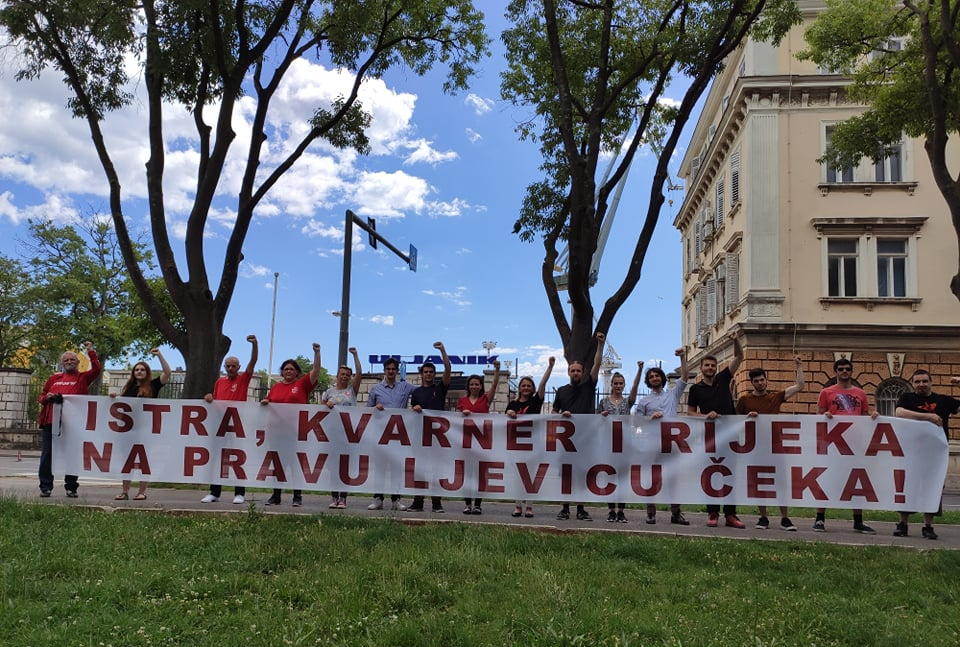 ULJANIK
ISTRA, KVARNER I RIJEKA
NA PRAVU LJEVICU ČEKA!